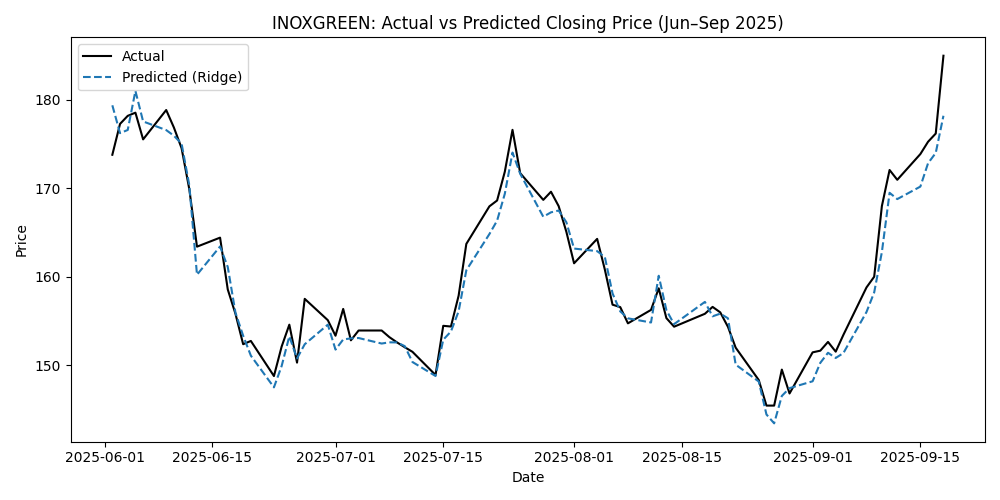 INOXGREEN: Actual vs Predicted Closing Price (Jun–Sep 2025)
Actual
Predicted (Ridge)
Price
180
170
160
150
2025-06-01 2025-06-15 2025-07-01 2025-07-15 2025-08-01 2025-08-15 2025-09-01 2025-09-15
Date